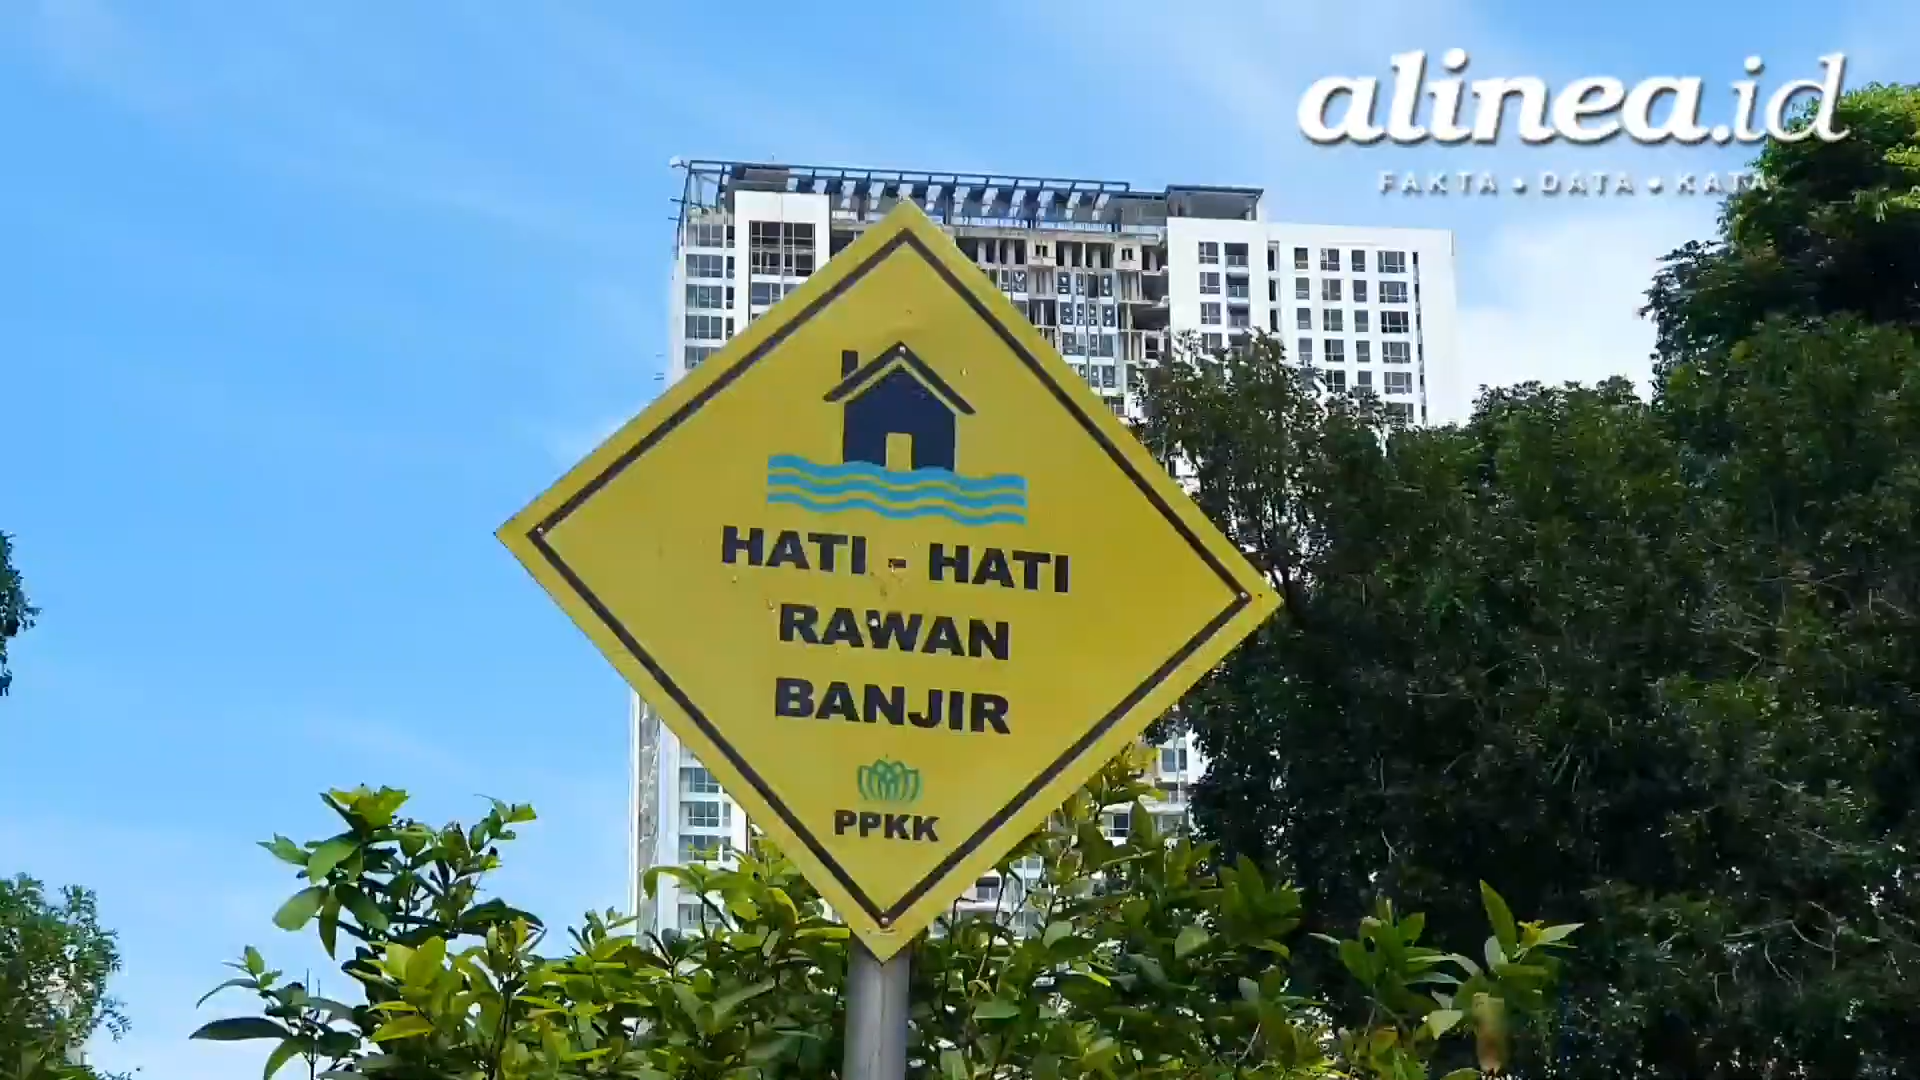 alinea.id
FAKTA • DATA • KATA
HATI - HATI
RAWAN
BANJIR
PPKK